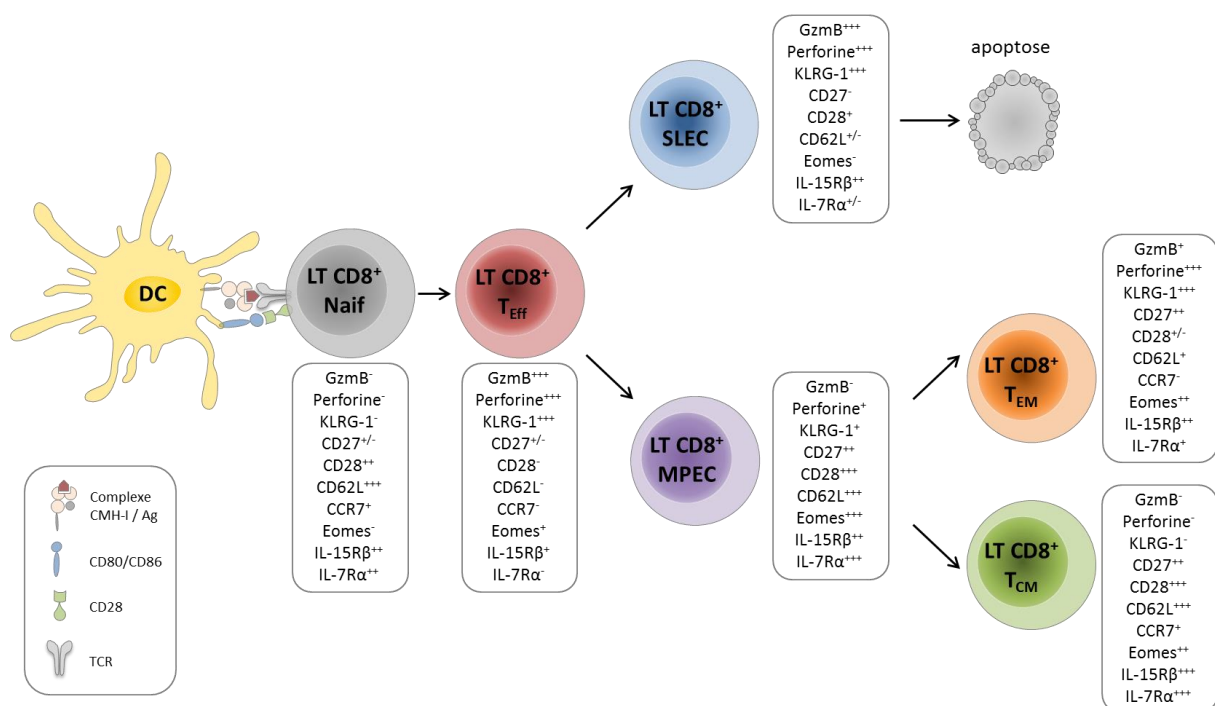 DC
LT CD8⁺
Naif
GzmB⁻
Perforine⁻
KLRG-1⁻
CD27⁺/⁻
CD28⁺⁺
CD62L⁺⁺⁺
CCR7⁺
Eomes⁻
IL-15Rβ⁺⁺
IL-7Rα⁺⁺
LT CD8⁺
T_Eff
GzmB⁺⁺⁺
Perforine⁺⁺⁺
KLRG-1⁺⁺⁺
CD27⁺/⁻
CD28⁻
CD62L⁻
CCR7⁻
Eomes⁺
IL-15Rβ⁺
IL-7Rα⁻
LT CD8⁺
SLEC
GzmB⁺⁺⁺
Perforine⁺⁺⁺
KLRG-1⁺⁺⁺
CD27⁻
CD28⁺
CD62L⁺/⁻
Eomes⁻
IL-15Rβ⁺⁺
IL-7Rα⁺/⁻
apoptose
LT CD8⁺
MPEC
GzmB⁻
Perforine⁺
KLRG-1⁺
CD27⁺⁺
CD28⁺⁺⁺
CD62L⁺⁺⁺
Eomes⁺⁺⁺
IL-15Rβ⁺⁺
IL-7Rα⁺⁺⁺
LT CD8⁺
T_EM
GzmB⁺
Perforine⁺⁺⁺
KLRG-1⁺⁺⁺
CD27⁺⁺
CD28⁺/⁻
CD62L⁺
CCR7⁻
Eomes⁺⁺
IL-15Rβ⁺⁺
IL-7Rα⁺
LT CD8⁺
T_CM
GzmB⁻
Perforine⁻
KLRG-1⁻
CD27⁺⁺
CD28⁺⁺⁺
CD62L⁺⁺⁺
CCR7⁺
Eomes⁺⁺
IL-15Rβ⁺⁺⁺
IL-7Rα⁺⁺⁺
Complexe
CMH-I / Ag
CD80/CD86
CD28
TCR